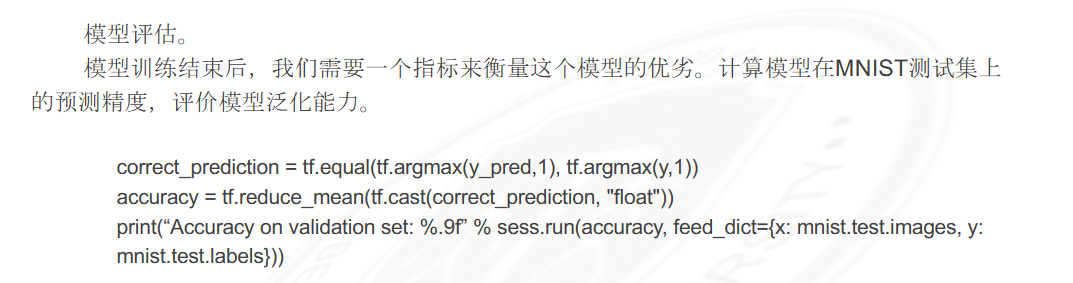 模型评估。
模型训练结束后，我们需要一个指标来衡量这个模型的优劣。计算模型在MNIST测试集上
的预测精度，评价模型泛化能力。
correct_prediction = tf.equal(tf.argmax(y_pred,1), tf.argmax(y,1))
accuracy = tf.reduce_mean(tf.cast(correct_prediction, "float"))
print(“Accuracy on validation set: %.9f” % sess.run(accuracy, feed_dict={x: mnist.test.images, y:
mnist.test.labels}))